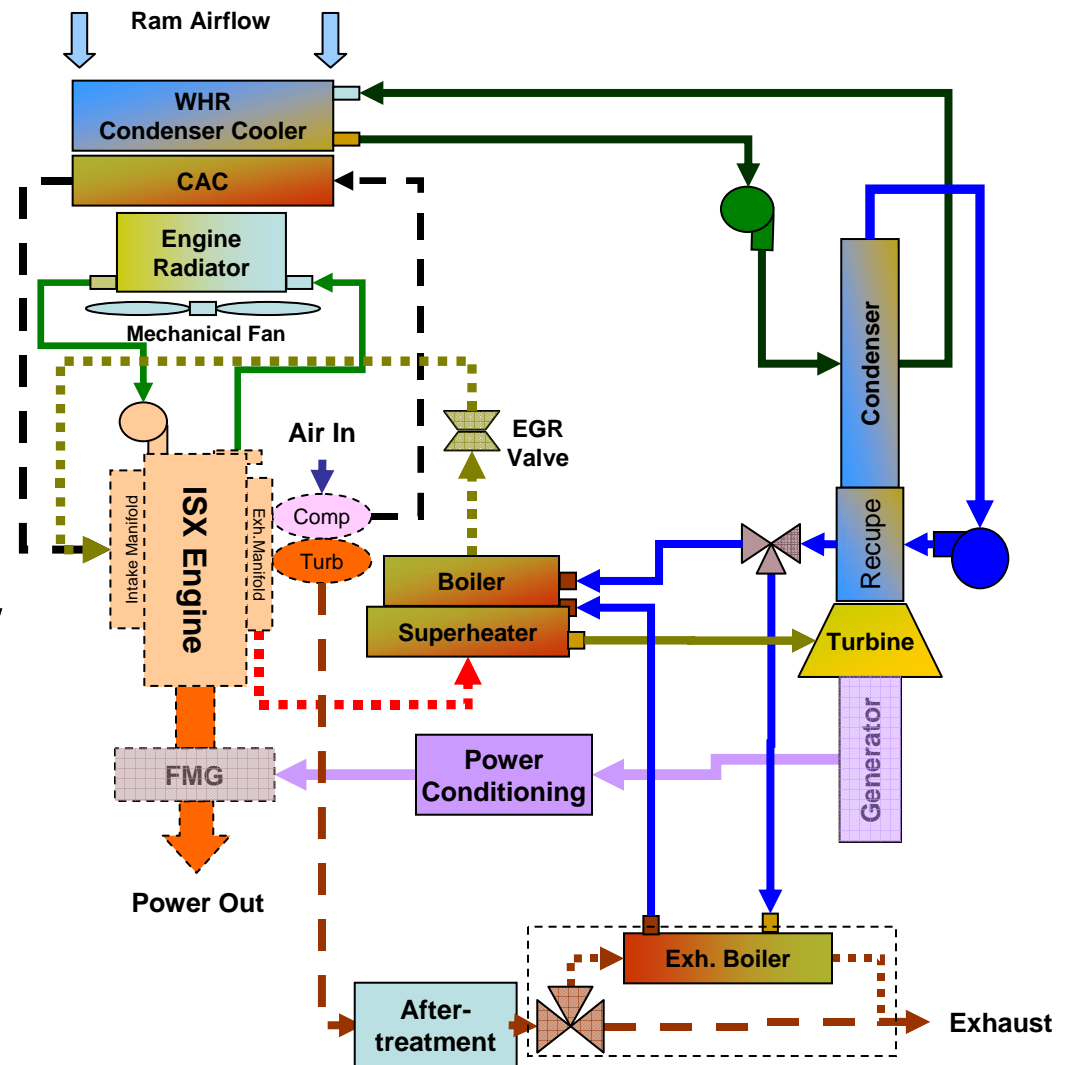 Ram Airflow
WHR
Condenser Cooler
CAC
Engine
Radiator
Mechanical Fan
Condenser
Air In
EGR
Valve
Intake Manifold
ISX Engine
Exh.Manifold
Comp
Turb
Recupe
Boiler
Superheater
Turbine
Generator
Power
Conditioning
FMG
Power Out
Exh. Boiler
After-
treatment
Exhaust